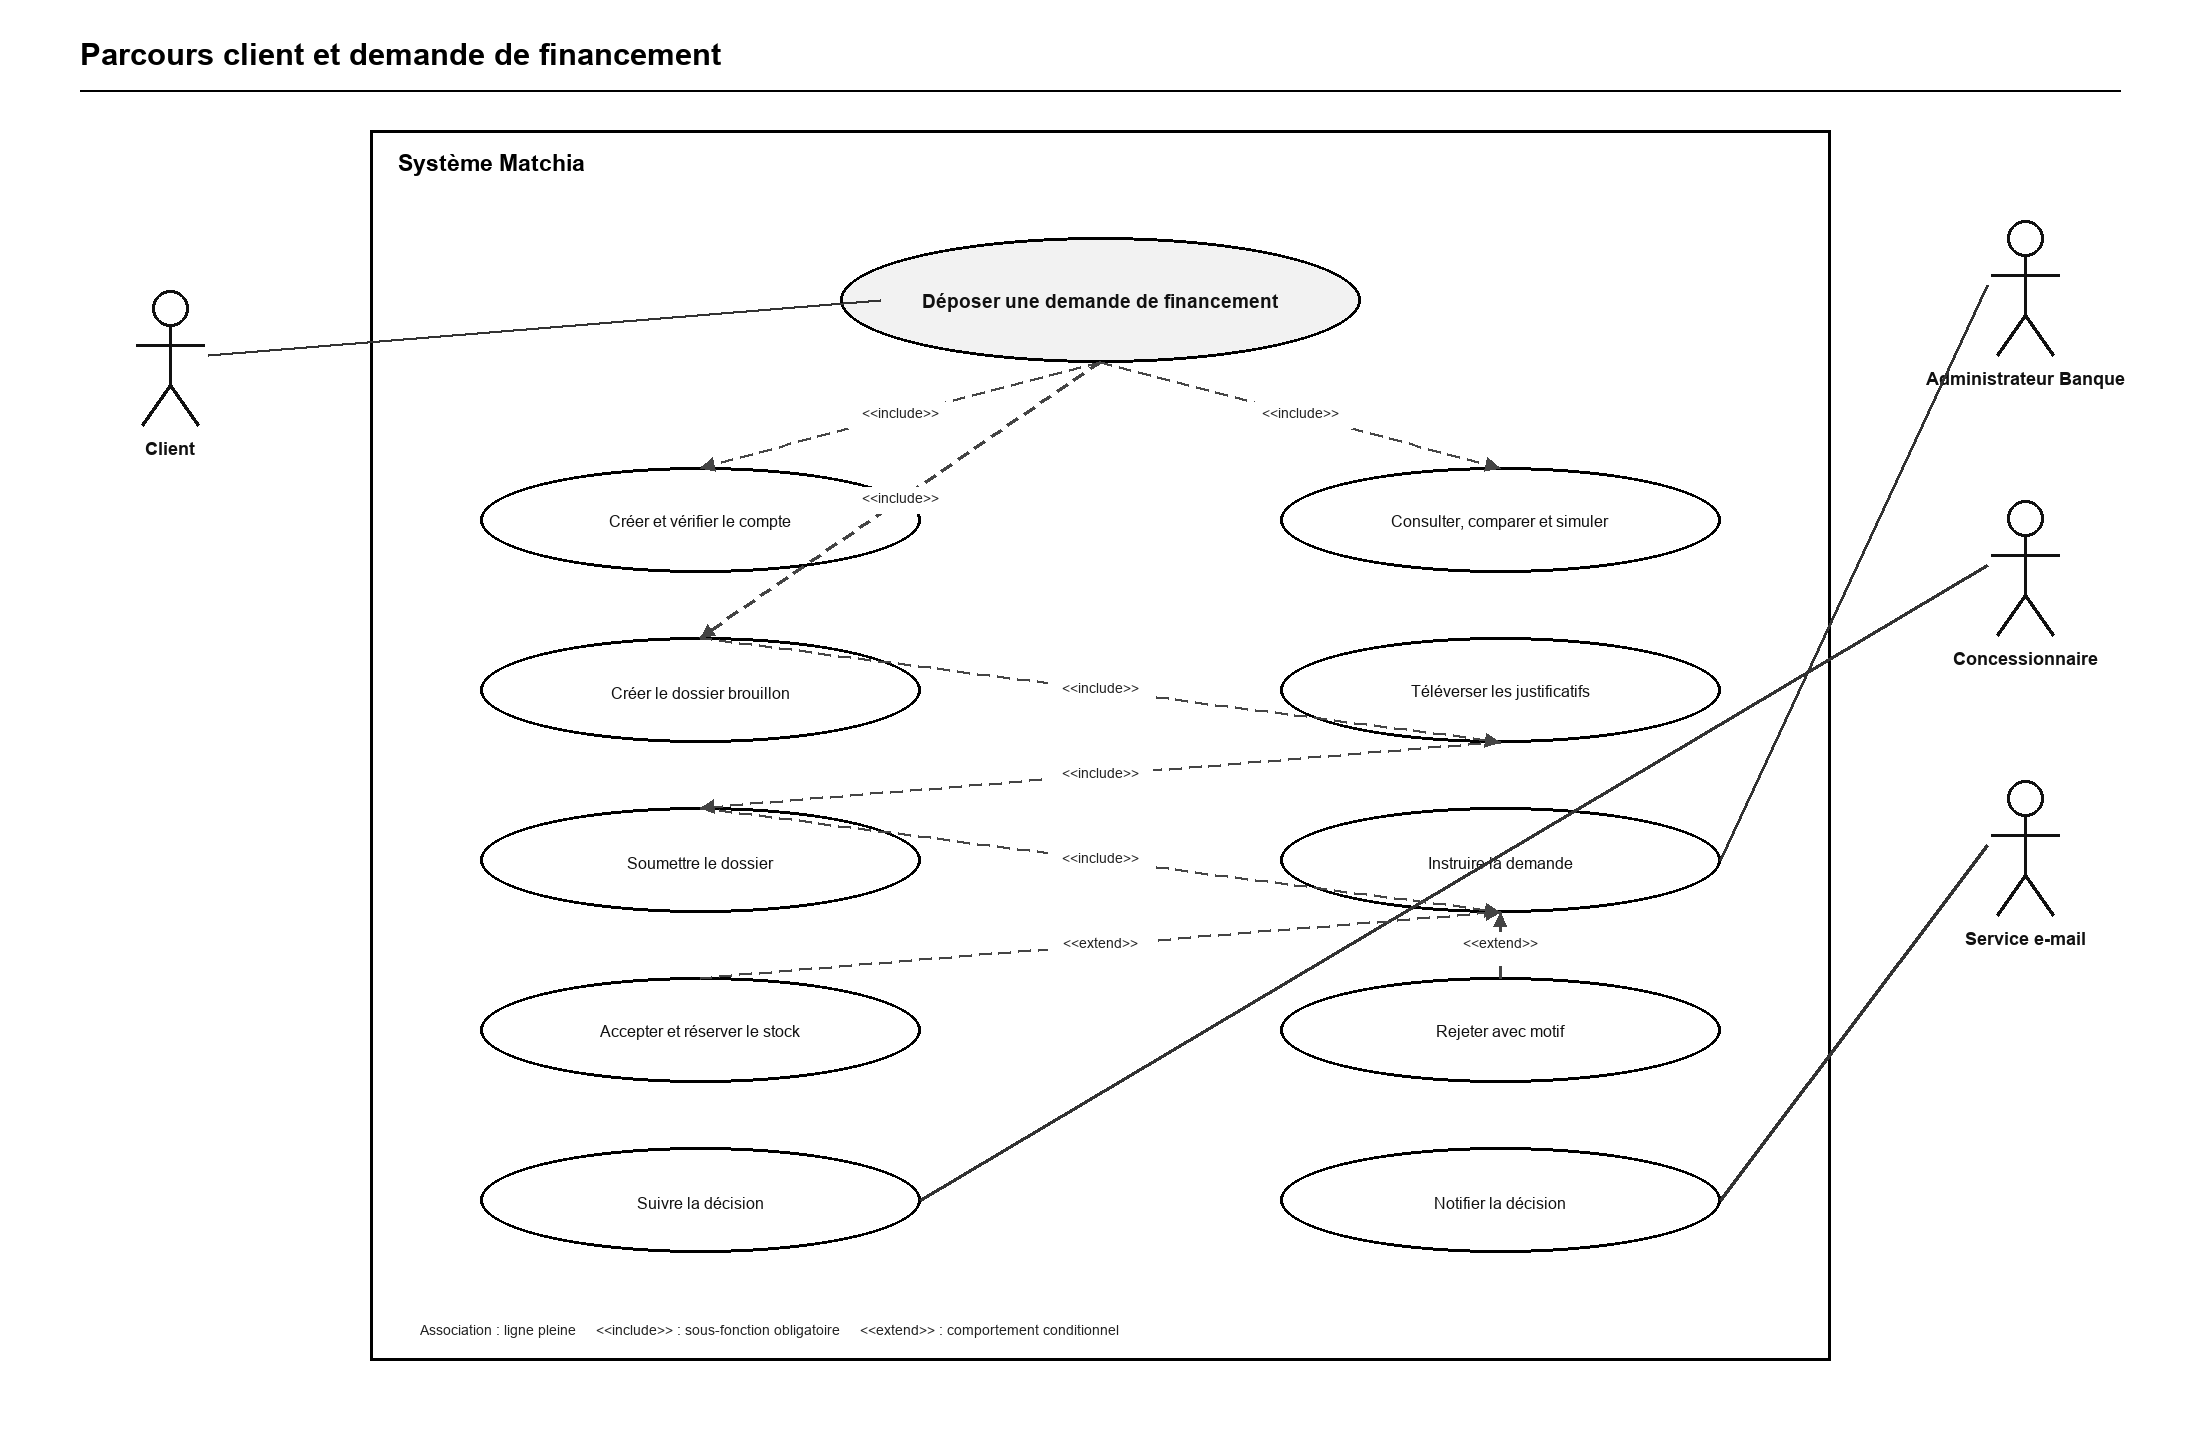 Parcours client et demande de financement
Système Matchia
Déposer une demande de financement
Client
Administrateur Banque
<<include>>
<<include>>
<<include>>
Créer et vérifier le compte
Consulter, comparer et simuler
Concessionnaire
Créer le dossier brouillon
<<include>>
Téléverser les justificatifs
<<include>>
Soumettre le dossier
<<include>>
Instruire la demande
Service e-mail
<<extend>>
<<extend>>
Accepter et réserver le stock
Rejeter avec motif
Suivre la décision
Notifier la décision
Association : ligne pleine <<include>> : sous-fonction obligatoire <<extend>> : comportement conditionnel